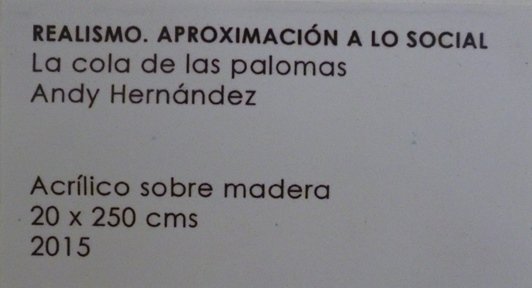 REALISMO. APROXIMACIÓN A LO SOCIAL
La cola de las palomas
Andy Hernández
Acrílico sobre madera
20 x 250 cms
2015